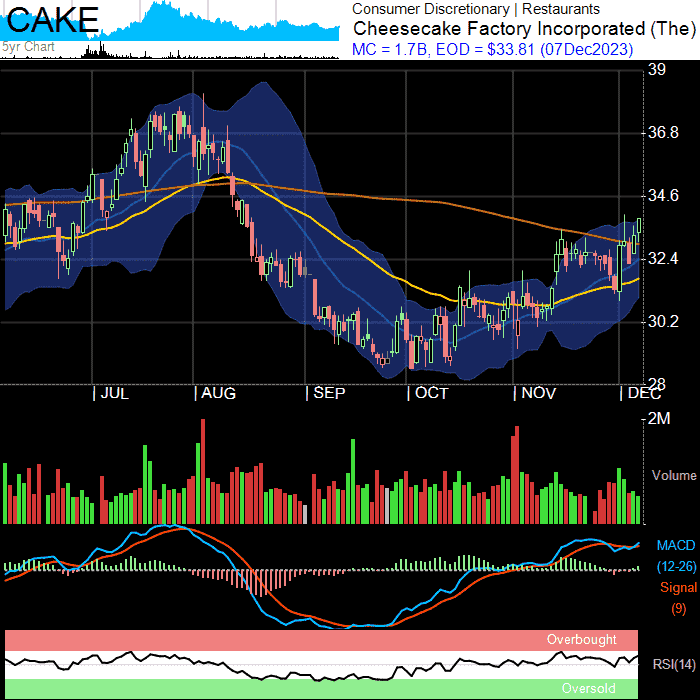 CAKE
5yr Chart
Consumer Discretionary | Restaurants
Cheesecake Factory Incorporated (The)
MC = 1.7B, EOD = $33.81 (07Dec2023)
39
36.8
34.6
32.4
30.2
28
| JUL | AUG | SEP | OCT | NOV | DEC
2M
Volume
MACD
(12-26)
Signal
(9)
Overbought
RSI(14)
Oversold